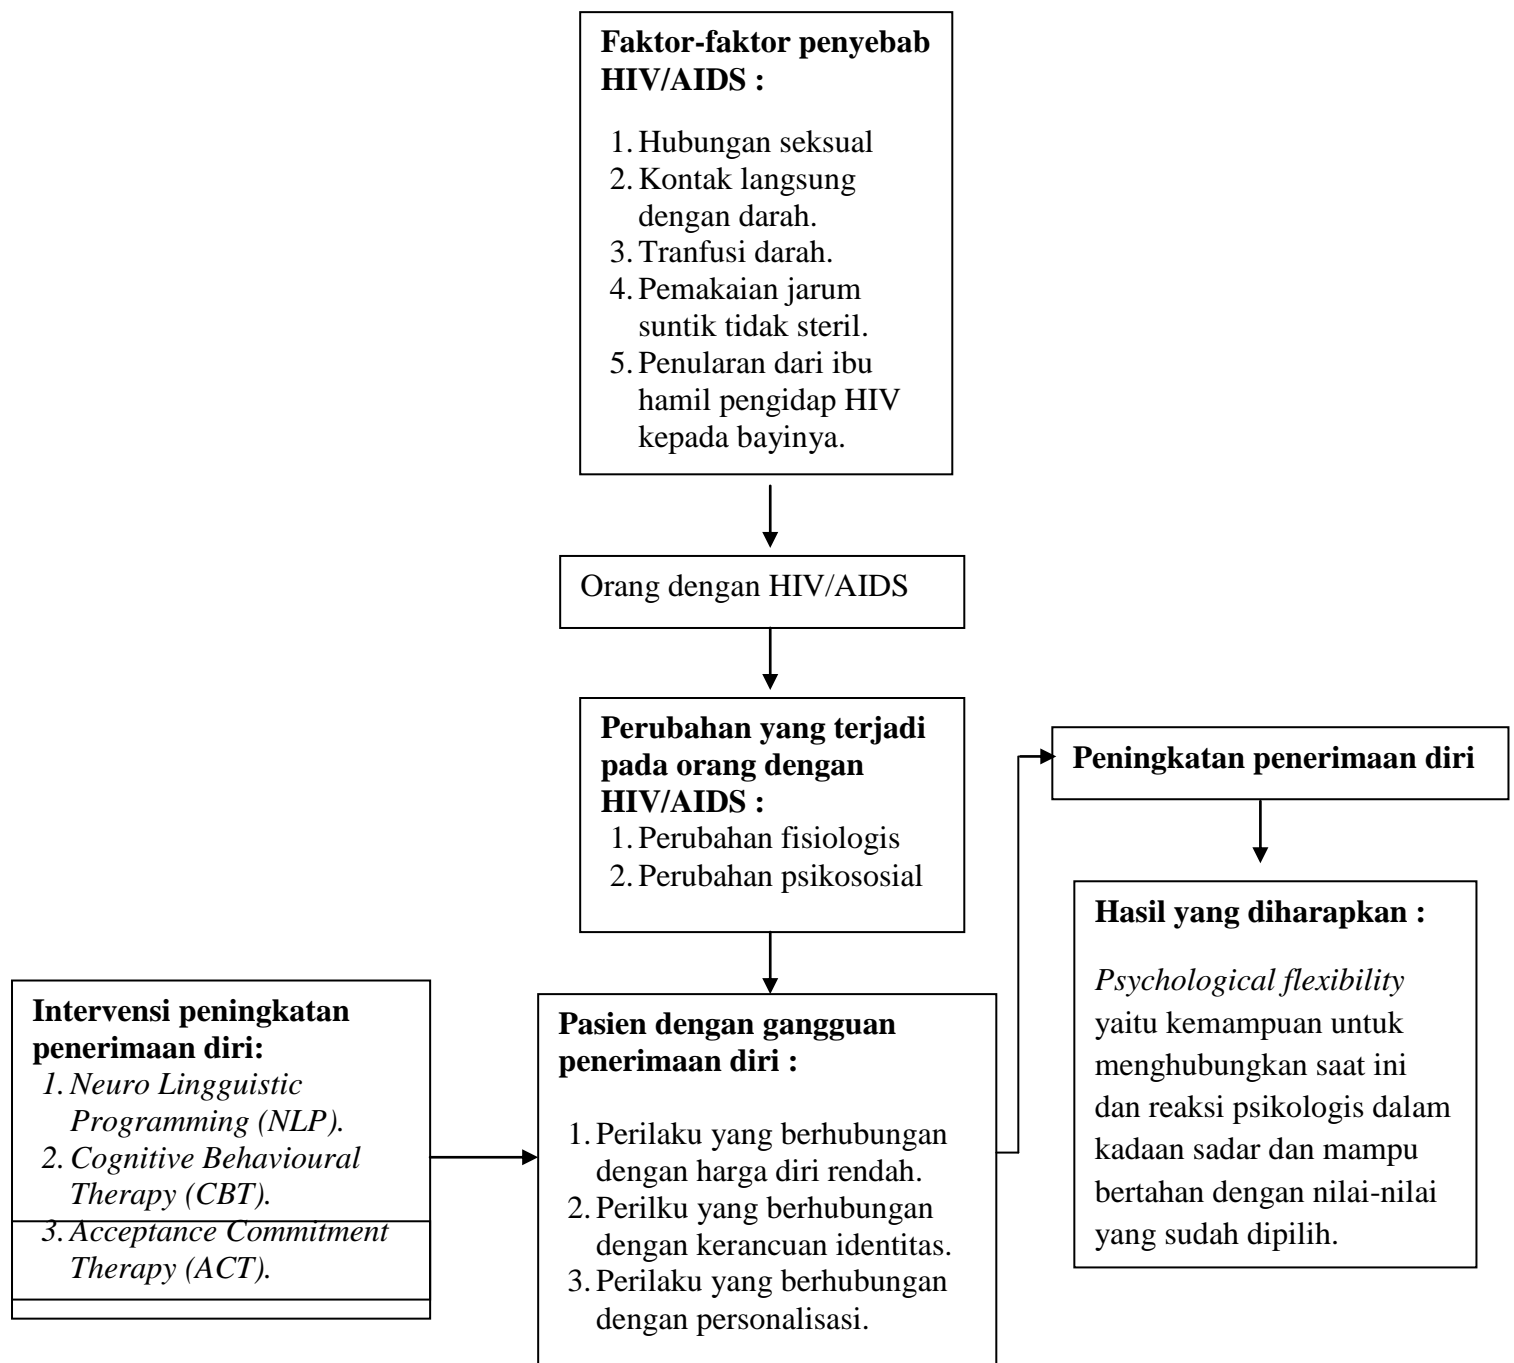 Faktor-faktor penyebab
HIV/AIDS :
1. Hubungan seksual
2. Kontak langsung
dengan darah.
3. Tranfusi darah.
4. Pemakaian jarum
suntik tidak steril.
5. Penularan dari ibu
hamil pengidap HIV
kepada bayinya.
Orang dengan HIV/AIDS
Perubahan yang terjadi
pada orang dengan
HIV/AIDS :
1. Perubahan fisiologis
2. Perubahan psikososial
Intervensi peningkatan
penerimaan diri:
1. Neuro Lingguistic
Programming (NLP).
2. Cognitive Behavioural
Therapy (CBT).
3. Acceptance Commitment
Therapy (ACT).
Pasien dengan gangguan
penerimaan diri :
1. Perilaku yang berhubungan
dengan harga diri rendah.
2. Perilku yang berhubungan
dengan kerancuan identitas.
3. Perilaku yang berhubungan
dengan personalisasi.
Peningkatan penerimaan diri
Hasil yang diharapkan :
Psychological flexibility
yaitu kemampuan untuk
menghubungkan saat ini
dan reaksi psikologis dalam
kadaan sadar dan mampu
bertahan dengan nilai-nilai
yang sudah dipilih.